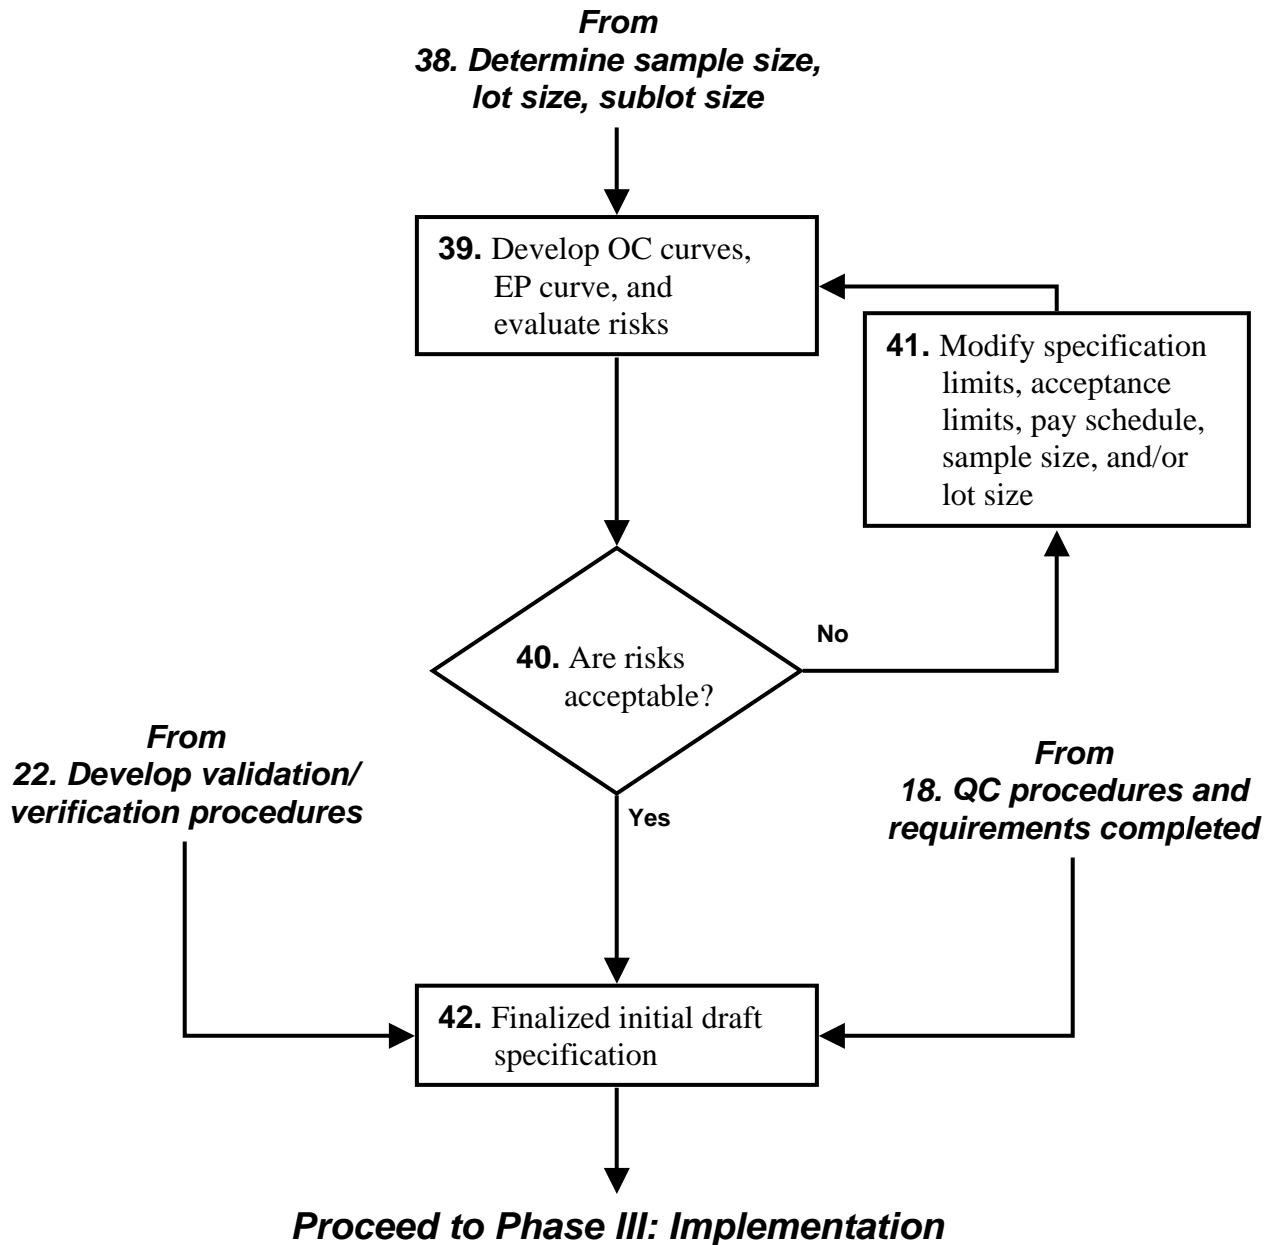 From
38. Determine sample size,
lot size, sublot size
39. Develop OC curves,
EP curve, and
evaluate risks
41. Modify specification
limits, acceptance
limits, pay schedule,
sample size, and/or
lot size
No
40. Are risks
acceptable?
From
22. Develop validation/
verification procedures
From
18. QC procedures and
requirements completed
Yes
42. Finalized initial draft
specification
Proceed to Phase III: Implementation